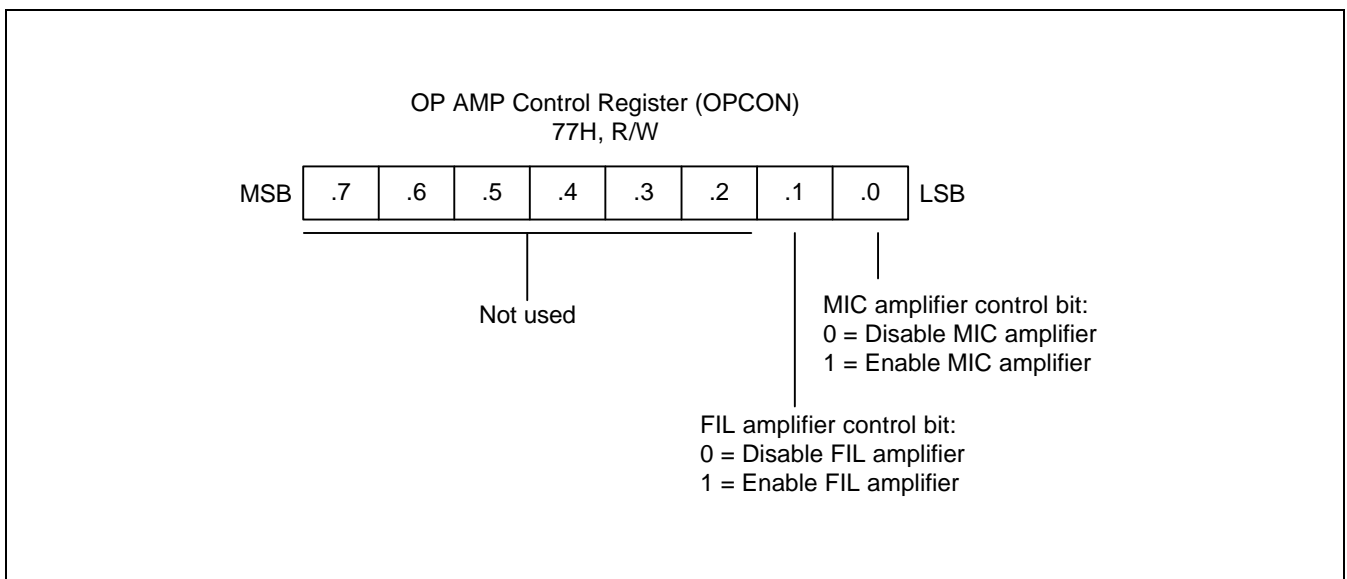 OP AMP Control Register (OPCON)
77H, R/W
MSB .7 .6 .5 .4 .3 .2 .1 .0 LSB
Not used
MIC amplifier control bit:
0 = Disable MIC amplifier
1 = Enable MIC amplifier
FIL amplifier control bit:
0 = Disable FIL amplifier
1 = Enable FIL amplifier